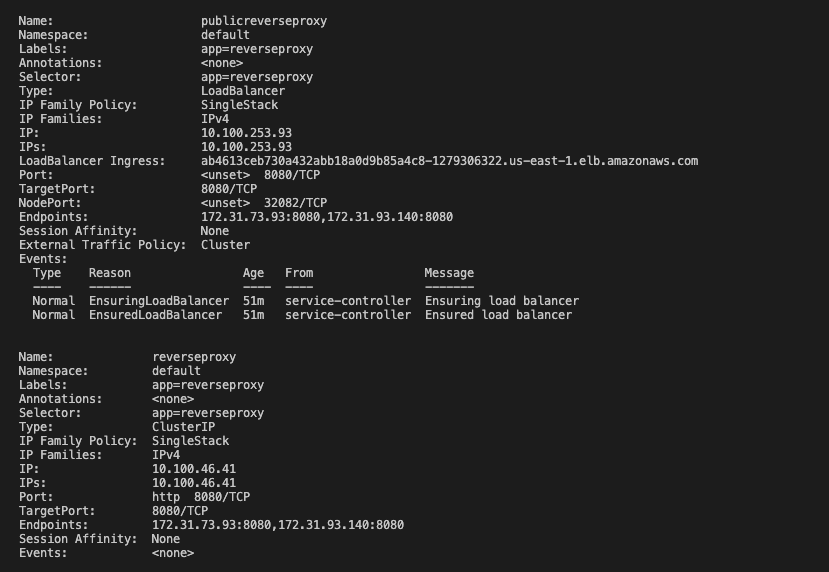 Name:                     publicreverseproxy
Namespace:                default
Labels:                   app=reverseproxy
Annotations:              <none>
Selector:                 app=reverseproxy
Type:                     LoadBalancer
IP Family Policy:         SingleStack
IP Families:              IPv4
IP:                       10.100.253.93
IPs:                      10.100.253.93
LoadBalancer Ingress:     ab4613ceb730a432abb18a0d9b85a4c8-1279306322.us-east-1.elb.amazonaws.com
Port:                     <unset>  8080/TCP
TargetPort:               8080/TCP
NodePort:                 <unset>  32082/TCP
Endpoints:                172.31.73.93:8080,172.31.93.140:8080
Session Affinity:         None
External Traffic Policy:  Cluster
Events:
  Type    Reason                Age   From                Message
  ----    ------                ----  ----                -------
  Normal  EnsuringLoadBalancer  51m   service-controller  Ensuring load balancer
  Normal  EnsuredLoadBalancer   51m   service-controller  Ensured load balancer
Name:              reverseproxy
Namespace:         default
Labels:            app=reverseproxy
Annotations:       <none>
Selector:          app=reverseproxy
Type:              ClusterIP
IP Family Policy:  SingleStack
IP Families:       IPv4
IP:                10.100.46.41
IPs:               10.100.46.41
Port:              http  8080/TCP
TargetPort:        8080/TCP
Endpoints:         172.31.73.93:8080,172.31.93.140:8080
Session Affinity:  None
Events:            <none>